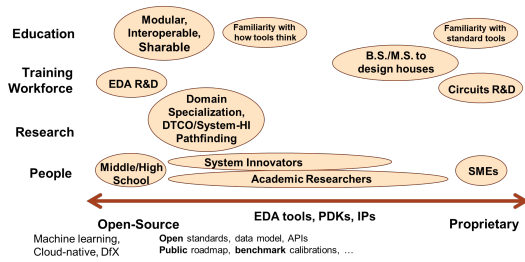 Education
Modular,
Interoperable,
Sharable
Familiarity with
how tools think
Familiarity with
standard tools
B.S./M.S. to
design houses
Training
Workforce
EDA R&D
Circuits R&D
Domain
Specialization,
DTCO/System-HI
Pathfinding
Research
People
Middle/High
School
System Innovators
Academic Researchers
SMEs
EDA tools, PDKs, IPs
Open-Source
Proprietary
Machine learning,
Cloud-native, DfX
Open standards, data model, APIs
Public roadmap, benchmark calibrations, …